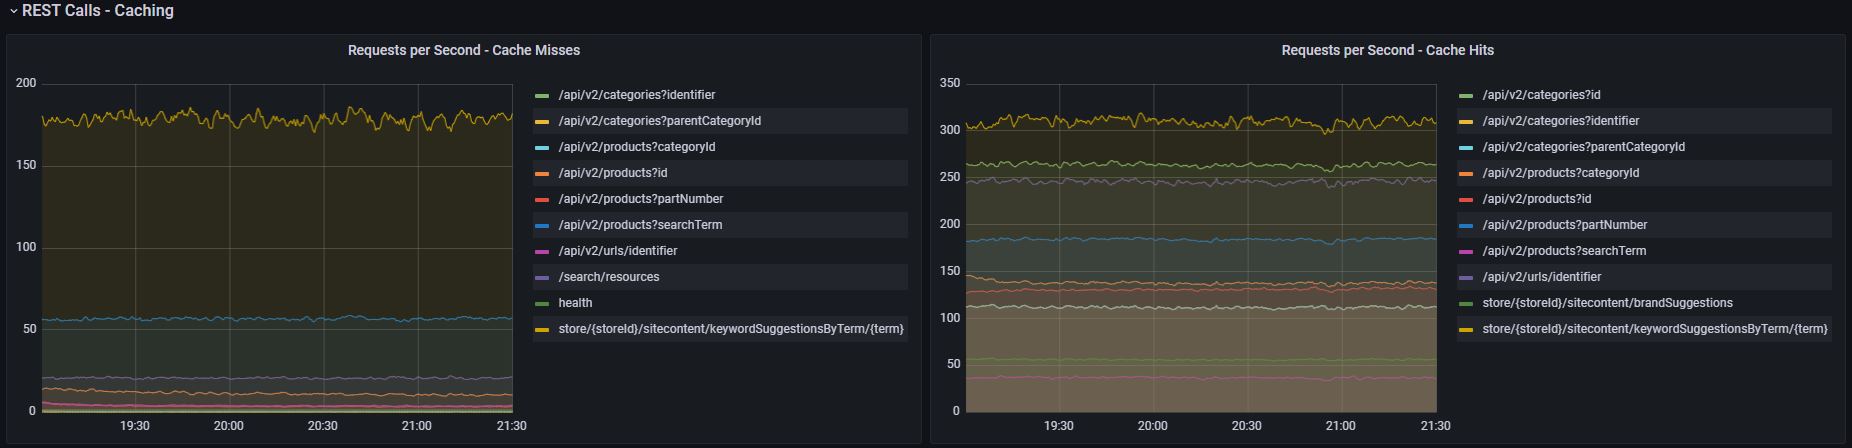 REST Calls - Caching
Requests per Second - Cache Misses
200
150
100
50
0
19:30 20:00 20:30 21:00 21:30
/api/v2/categories?identifier
/api/v2/categories?parentCategoryId
/api/v2/products?categoryId
/api/v2/products?id
/api/v2/products?partNumber
/api/v2/products?searchTerm
/api/v2/urls/identifier
/search/resources
health
store/{storeId}/sitecontent/keywordSuggestionsByTerm/{term}
Requests per Second - Cache Hits
350
300
250
200
150
100
50
0
19:30 20:00 20:30 21:00 21:30
/api/v2/categories?id
/api/v2/categories?identifier
/api/v2/categories?parentCategoryId
/api/v2/products?categoryId
/api/v2/products?id
/api/v2/products?partNumber
/api/v2/products?searchTerm
/api/v2/urls/identifier
store/{storeId}/sitecontent/brandSuggestions
store/{storeId}/sitecontent/keywordSuggestionsByTerm/{term}